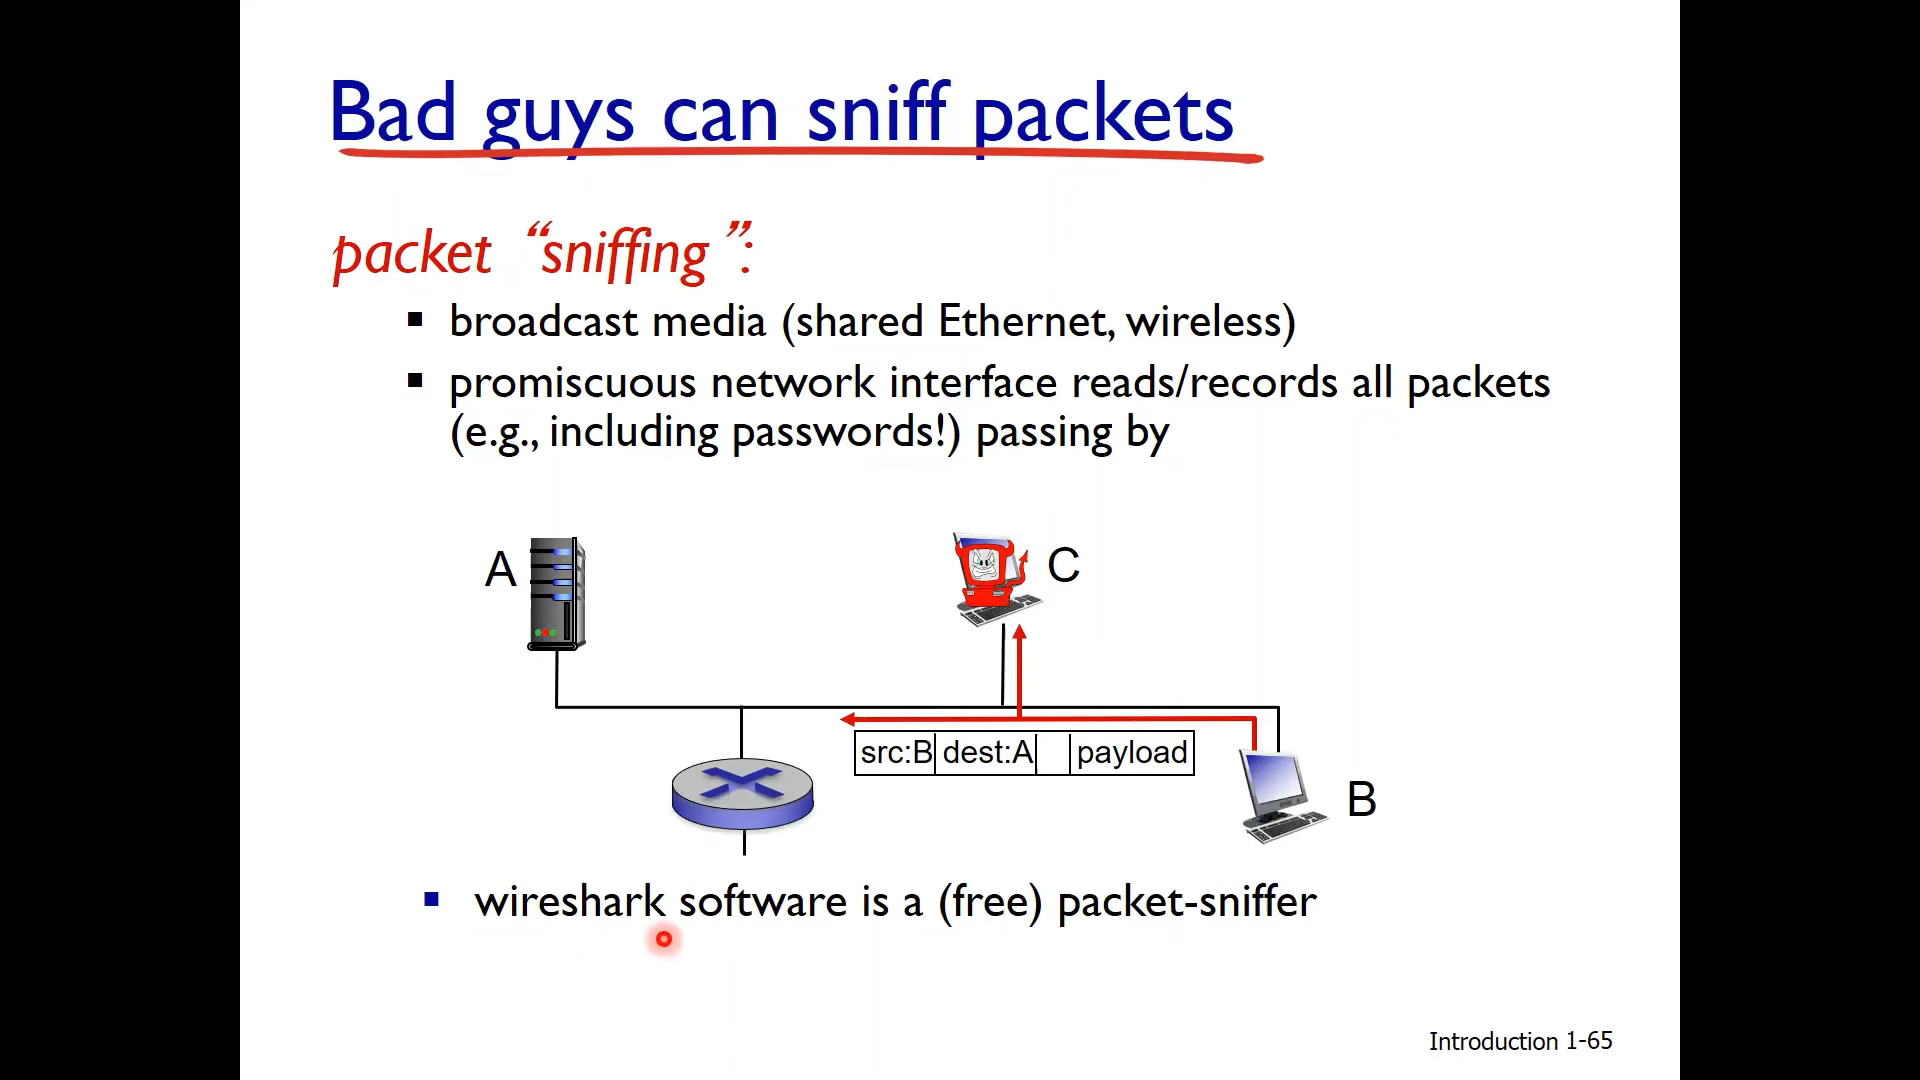 Bad guys can sniff packets
packet “sniffing”:
▪ broadcast media (shared Ethernet, wireless)
▪ promiscuous network interface reads/records all packets
(e.g., including passwords!) passing by
A
C
src:B dest:A payload
B
▪ wireshark software is a (free) packet-sniffer
Introduction 1-65